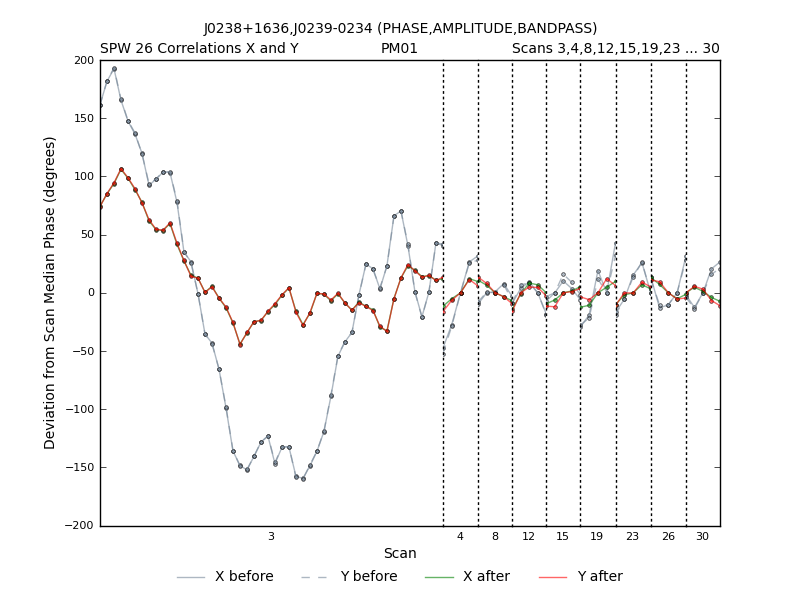 J0238+1636,J0239-0234 (PHASE,AMPLITUDE,BANDPASS)
SPW 26 Correlations X and Y PM01 Scans 3,4,8,12,15,19,23 ... 30
200
150
100
50
0
−50
−100
−150
−200
Deviation from Scan Median Phase (degrees)
3 4 8 12 15 19 23 26 30
Scan
X before Y before X after Y after